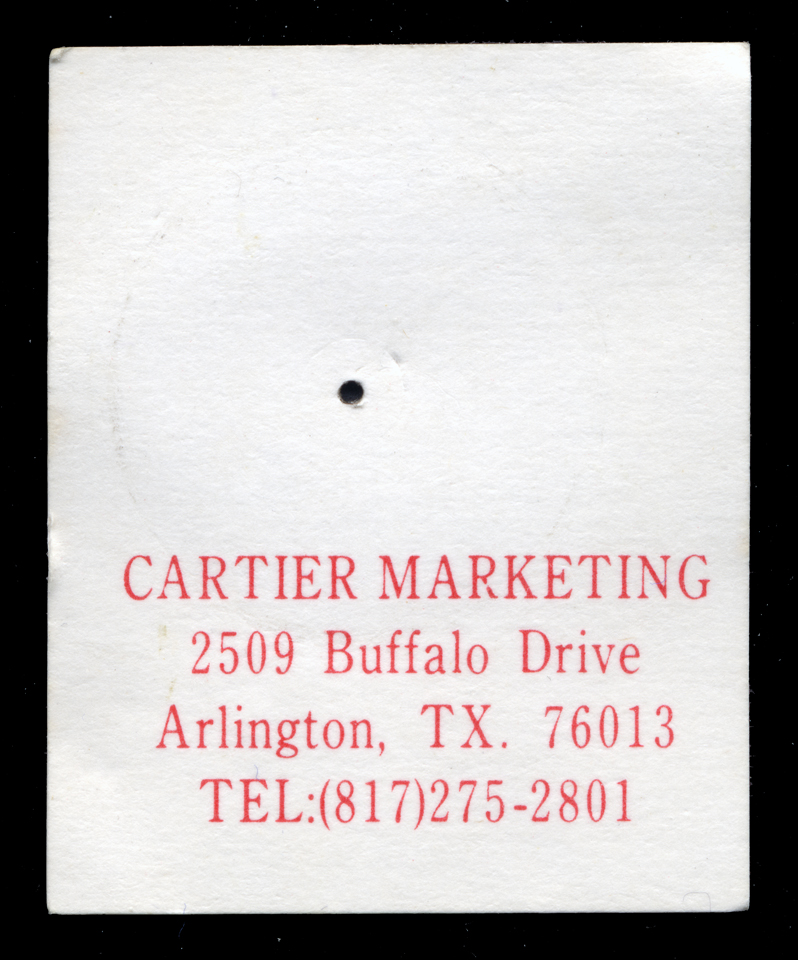 CARTIER MARKETING
2509 Buffalo Drive
Arlington, TX. 76013
TEL:(817)275-2801